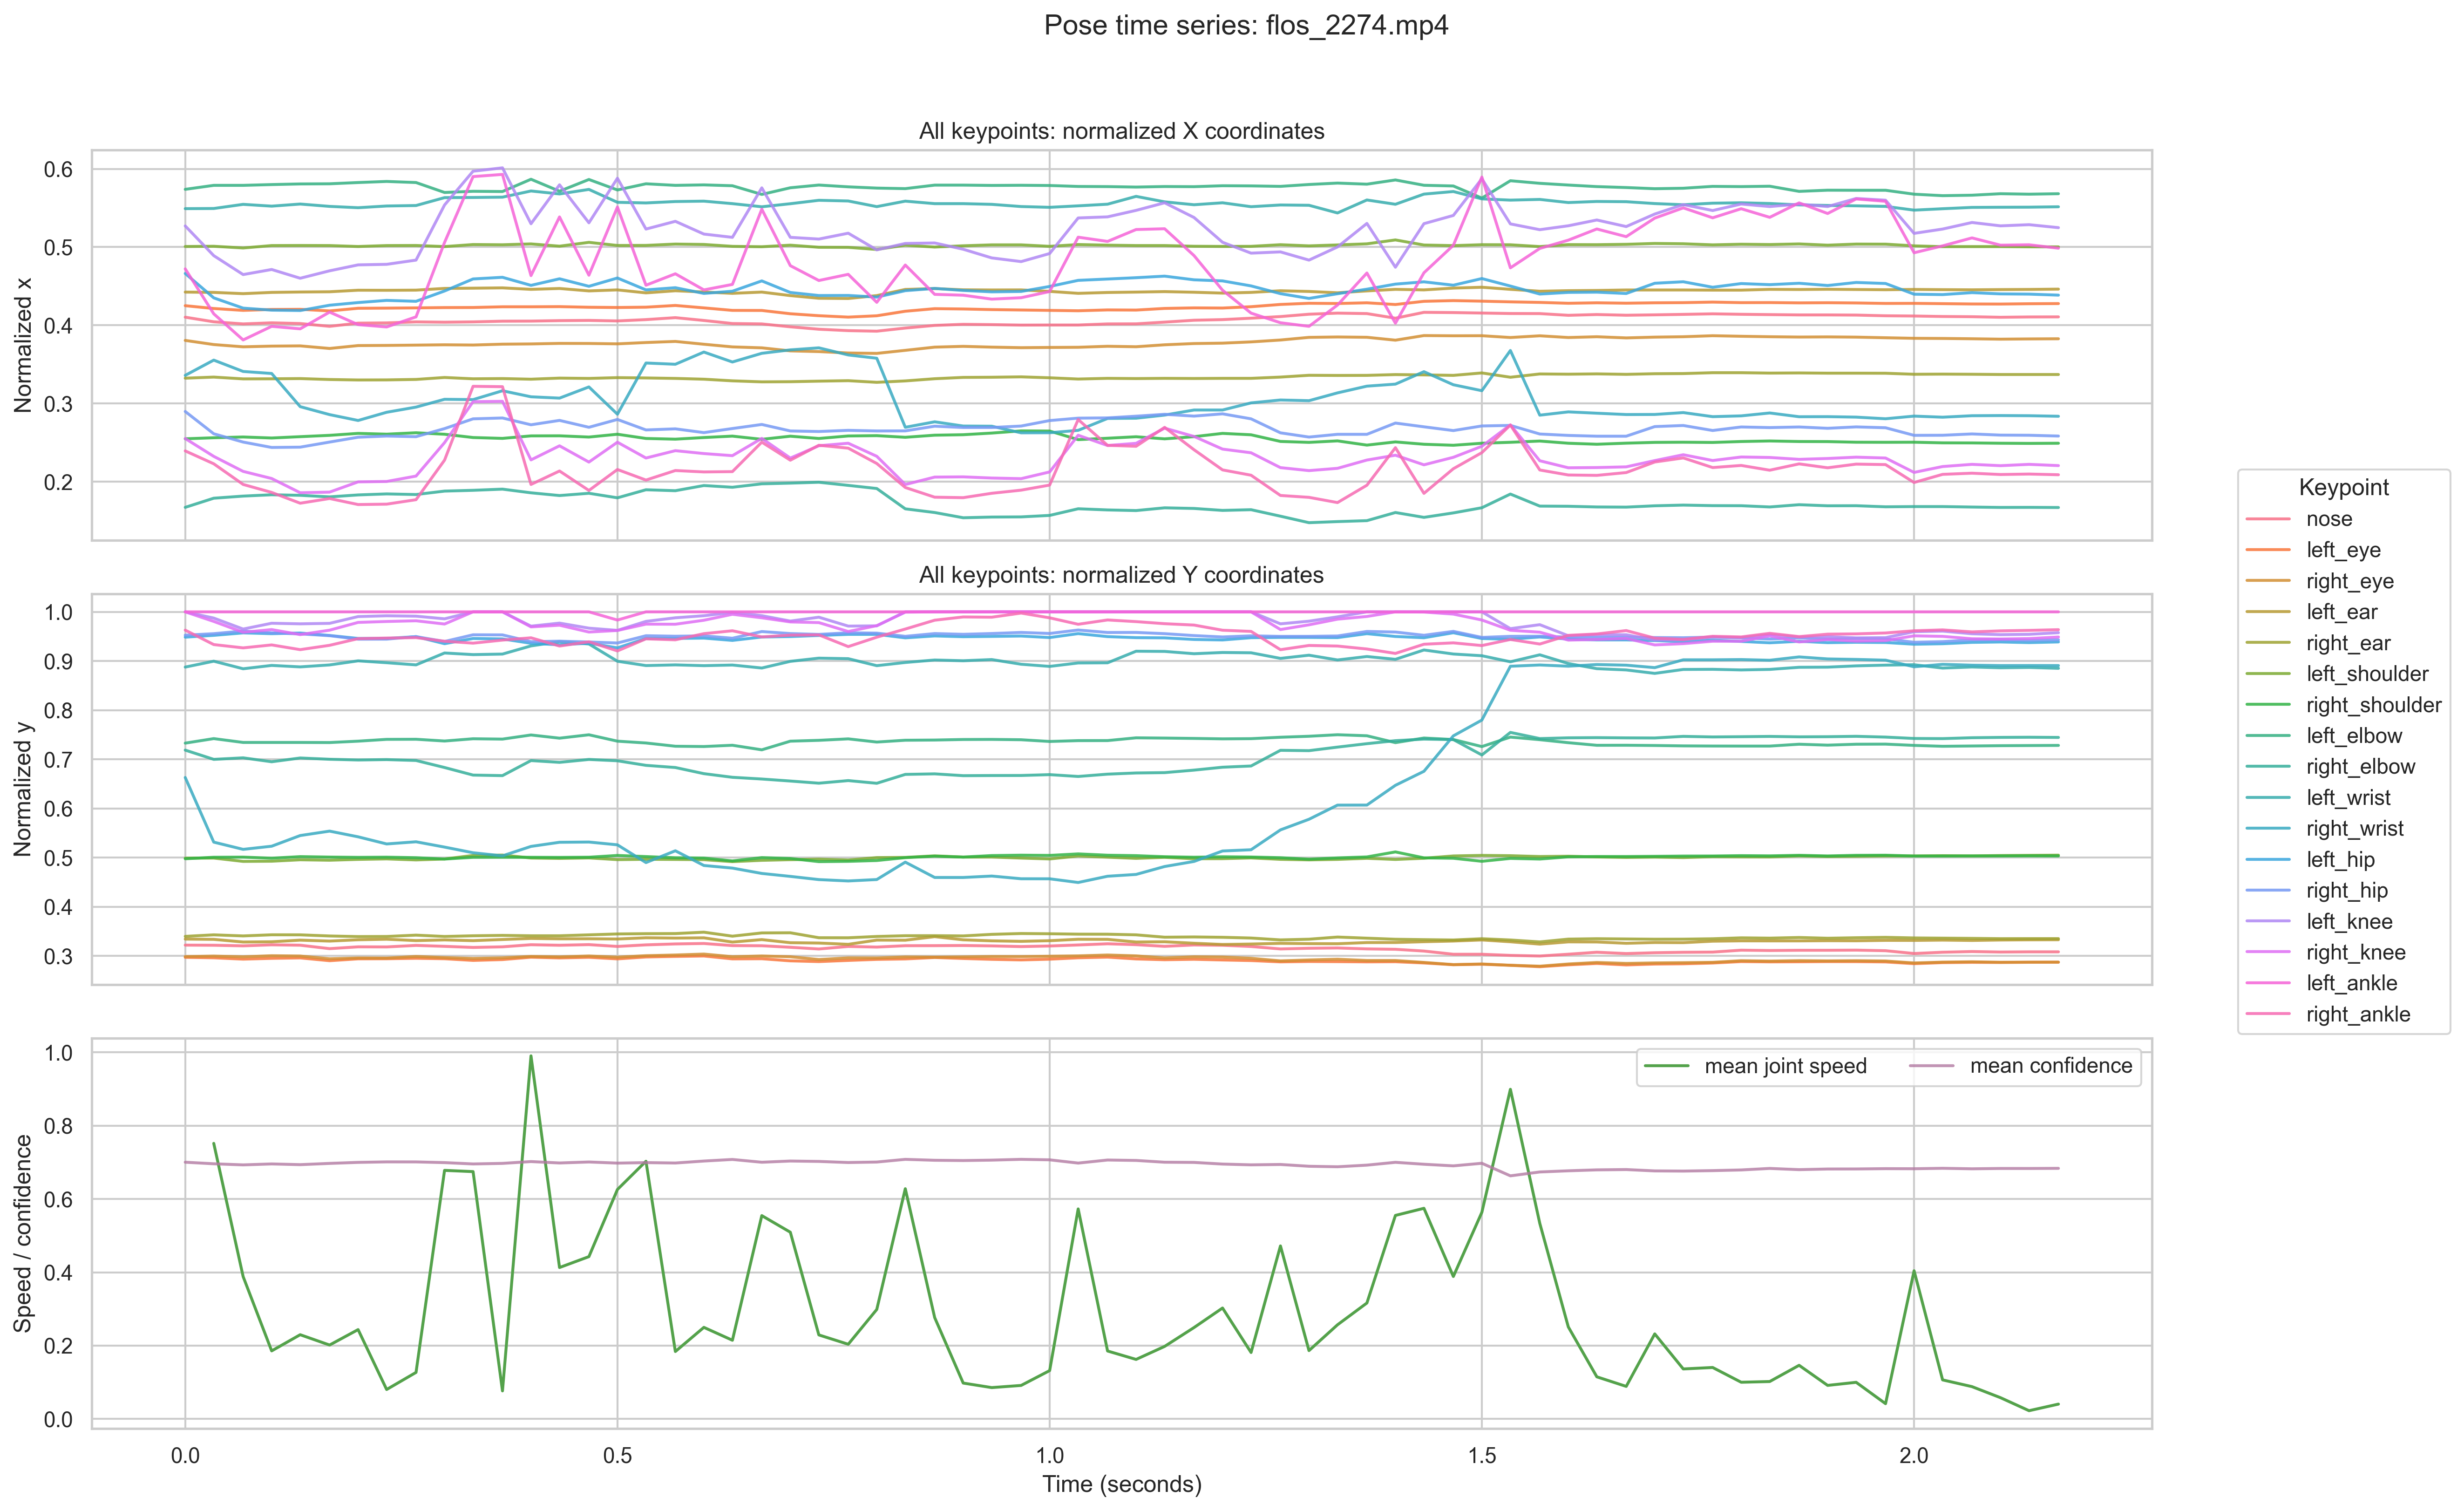 Pose time series: flos_2274.mp4
All keypoints: normalized X coordinates
Normalized x
0.6
0.5
0.4
0.3
0.2
All keypoints: normalized Y coordinates
Normalized y
1.0
0.9
0.8
0.7
0.6
0.5
0.4
0.3
Keypoint
nose
left_eye
right_eye
left_ear
right_ear
left_shoulder
right_shoulder
left_elbow
right_elbow
left_wrist
right_wrist
left_hip
right_hip
left_knee
right_knee
left_ankle
right_ankle
Speed / confidence
1.0
0.8
0.6
0.4
0.2
0.0
mean joint speed mean confidence
0.0 0.5 1.0 1.5 2.0
Time (seconds)